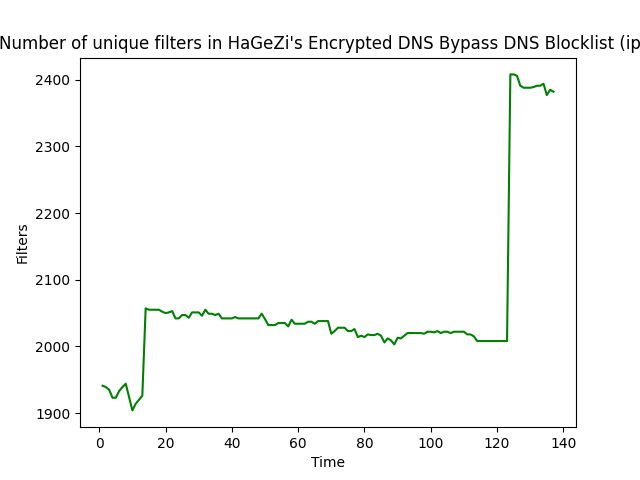 Number of unique filters in HaGeZi's Encrypted DNS Bypass DNS Blocklist (ip
2400
2300
2200
2100
2000
1900
Filters
0 20 40 60 80 100 120 140
Time